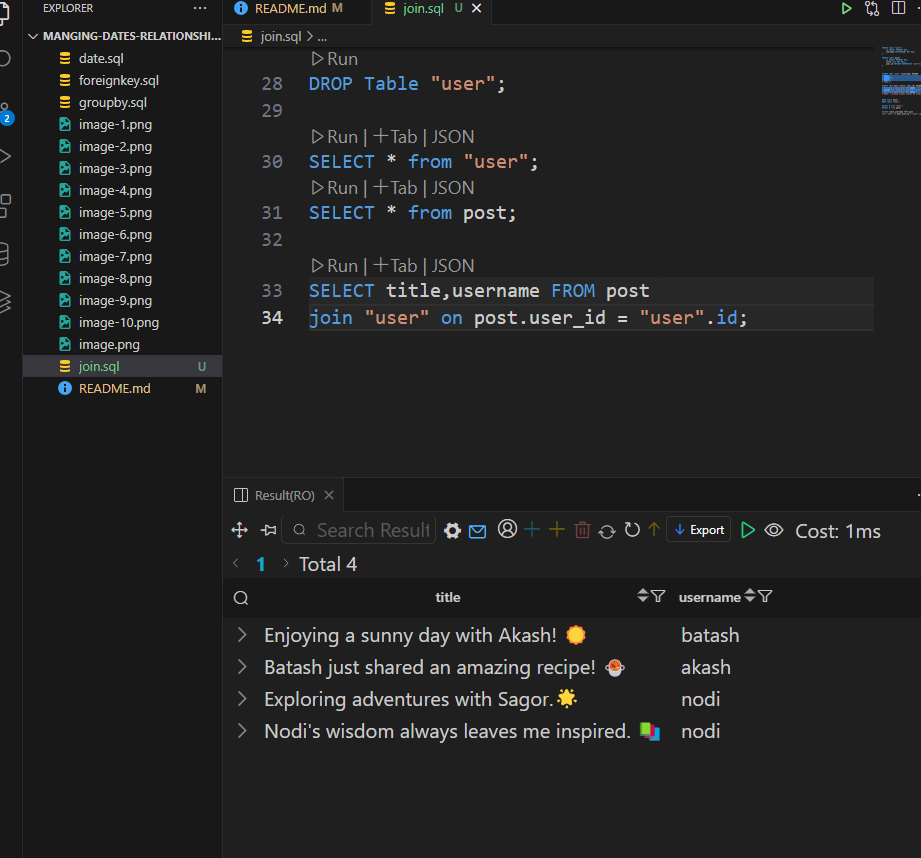 EXPLORER ...
README.md M
join.sql U
MANGING-DATES-RELATIONSHI...
date.sql
foreignkey.sql
groupby.sql
image-1.png
image-2.png
image-3.png
image-4.png
image-5.png
image-6.png
image-7.png
image-8.png
image-9.png
image-10.png
image.png
join.sql U
README.md M
2
join.sql > ...
Run
28 DROP Table "user";
29
Run | +Tab | JSON
30 SELECT * from "user";
Run | +Tab | JSON
31 SELECT * from post;
32
Run | +Tab | JSON
33 SELECT title,username FROM post
34 join "user" on post.user_id = "user".id;
Result(RO)
Search Result
Export
Cost: 1ms
1 Total 4
title username
Enjoying a sunny day with Akash! 🌞 batash
Batash just shared an amazing recipe! 🍲 akash
Exploring adventures with Sagor.🌟 nodi
Nodi's wisdom always leaves me inspired. 📚 nodi